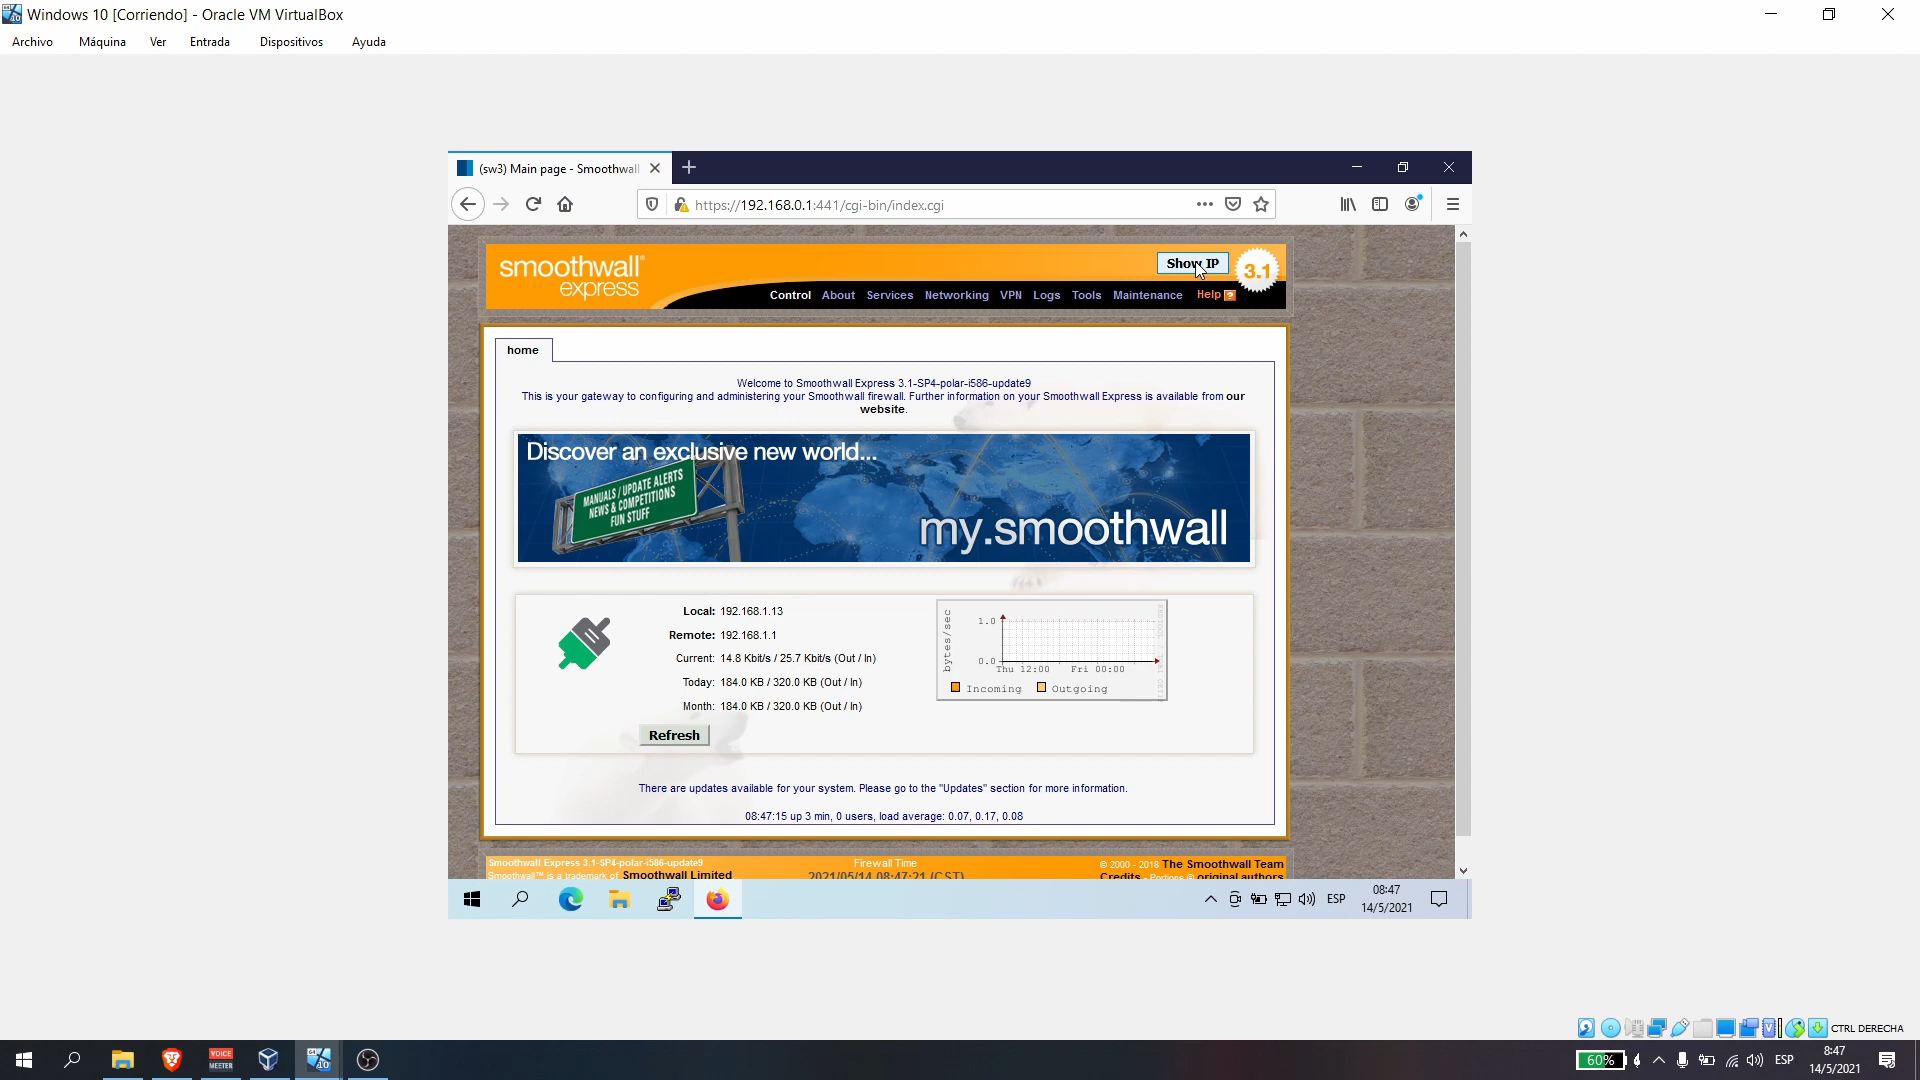 Windows 10 [Corriendo] - Oracle VM VirtualBox
Archivo Máquina Ver Entrada Dispositivos Ayuda
(sw3) Main page - Smoothwall
https://192.168.0.1:441/cgi-bin/index.cgi
smoothwall
express
Show IP
3.1
Control About Services Networking VPN Logs Tools Maintenance Help ?
home
Welcome to Smoothwall Express 3.1-SP4-polar-i586-update9
This is your gateway to configuring and administering your Smoothwall firewall. Further information on your Smoothwall Express is available from our
website.
Discover an exclusive new world...
MANUALS / UPDATE ALERTS
NEWS & COMPETITIONS
FUN STUFF
my.smoothwall
Local: 192.168.1.13
Remote: 192.168.1.1
Current: 14.8 Kbit/s / 25.7 Kbit/s (Out / In)
Today: 184.0 KB / 320.0 KB (Out / In)
Month: 184.0 KB / 320.0 KB (Out / In)
Refresh
bytes/sec
1.0
0.0
Thu 12:00 Fri 00:00
Incoming Outgoing
There are updates available for your system. Please go to the "Updates" section for more information.
08:47:15 up 3 min, 0 users, load average: 0.07, 0.17, 0.08
Smoothwall Express 3.1-SP4-polar-i586-update9
Smoothwall™ is a trademark of Smoothwall Limited
Firewall Time
2021/05/14 08:47:21 (CST)
© 2000 - 2018 The Smoothwall Team
Credits - Portions © original authors
ESP
08:47
14/5/2021
CTRL DERECHA
VOICE
MEETER
64
10
60%
ESP
8:47
14/5/2021